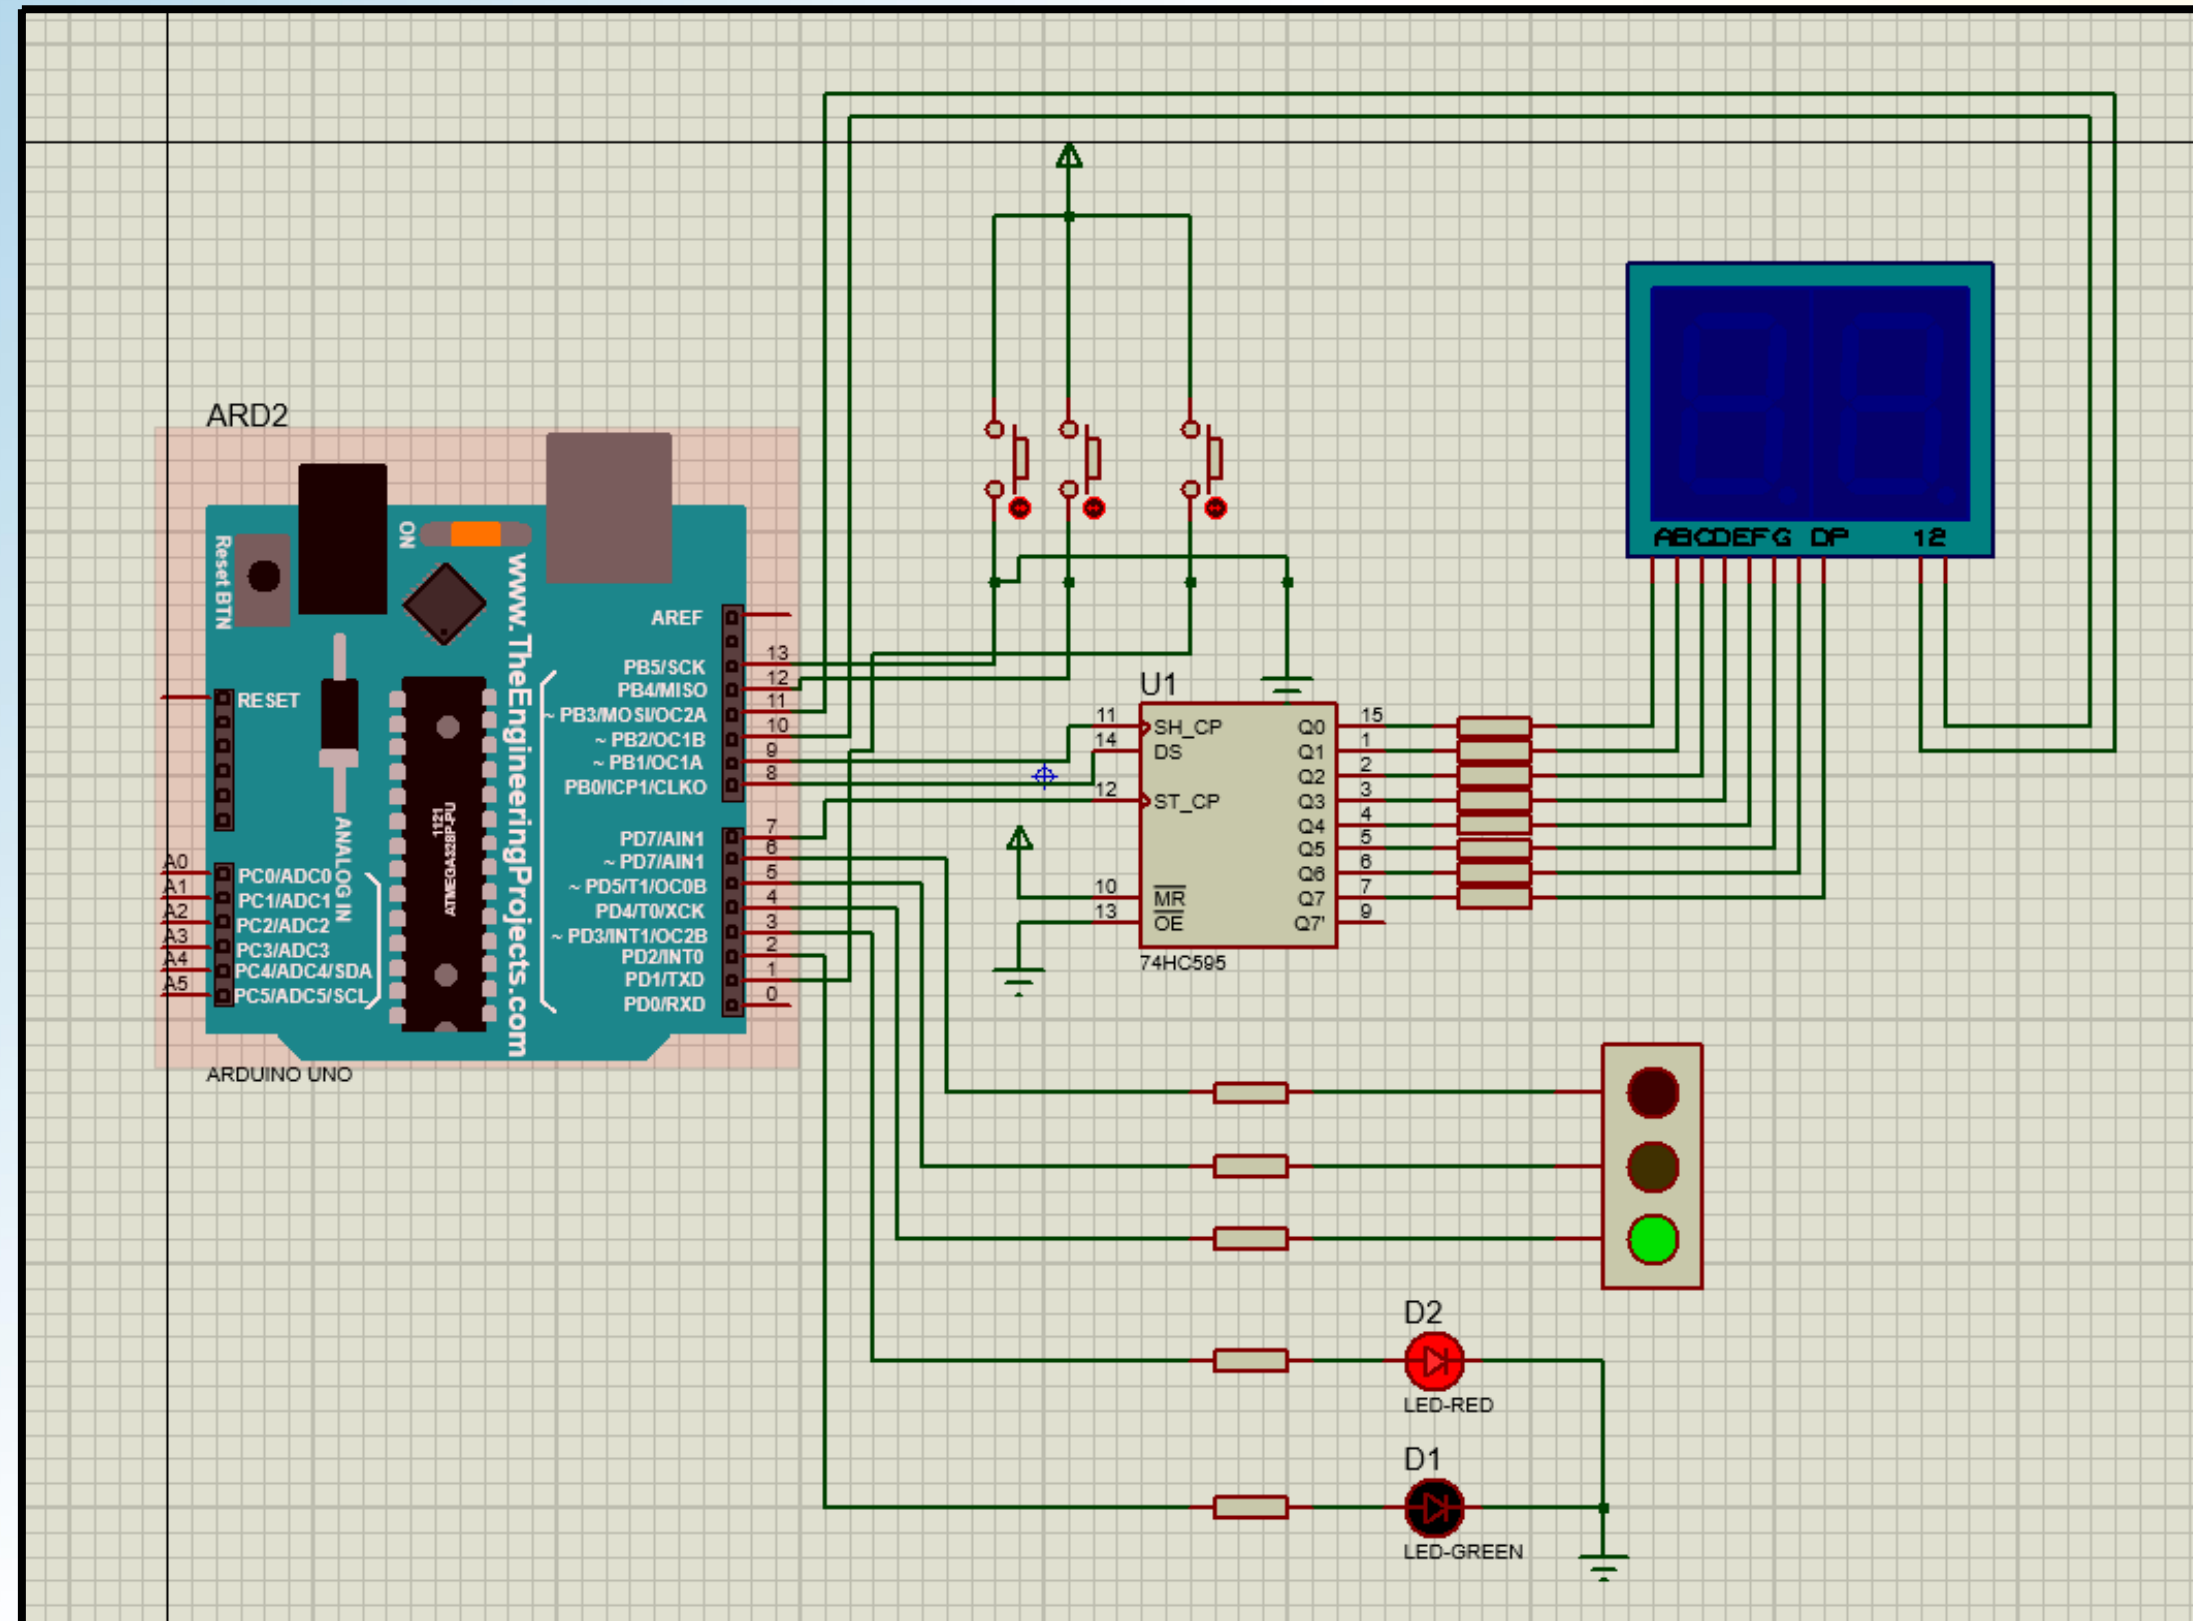 ARD2
ON
Reset BTN
www.TheEngineeringProjects.com
AREF
13
PB5/SCK
12
PB4/MISO
11
~ PB3/MOSI/OC2A
10
~ PB2/OC1B
9
~ PB1/OC1A
8
PB0/ICP1/CLKO
RESET
7
PD7/AIN1
6
~ PD7/AIN1
5
~ PD5/T1/OC0B
4
PD4/T0/XCK
3
~ PD3/INT1/OC2B
2
PD2/INT0
1
PD1/TXD
0
PD0/RXD
ANALOG IN
1121
ATMEGA328P-PU
A0
PC0/ADC0
A1
PC1/ADC1
A2
PC2/ADC2
A3
PC3/ADC3
A4
PC4/ADC4/SDA
A5
PC5/ADC5/SCL
ARDUINO UNO
ABCDEFG DP 12
U1
11 SH_CP Q0 15
14 DS Q1 1
Q2 2
12 ST_CP Q3 3
Q4 4
Q5 5
Q6 6
10 MR Q7 7
13 OE Q7' 9
74HC595
D2
LED-RED
D1
LED-GREEN